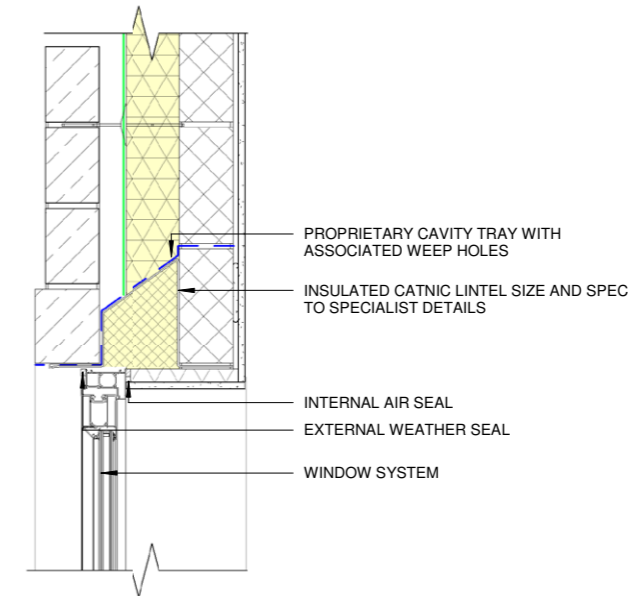 PROPRIETARY CAVITY TRAY WITH
ASSOCIATED WEEP HOLES
INSULATED CATNIC LINTEL SIZE AND SPEC
TO SPECIALIST DETAILS
INTERNAL AIR SEAL
EXTERNAL WEATHER SEAL
WINDOW SYSTEM